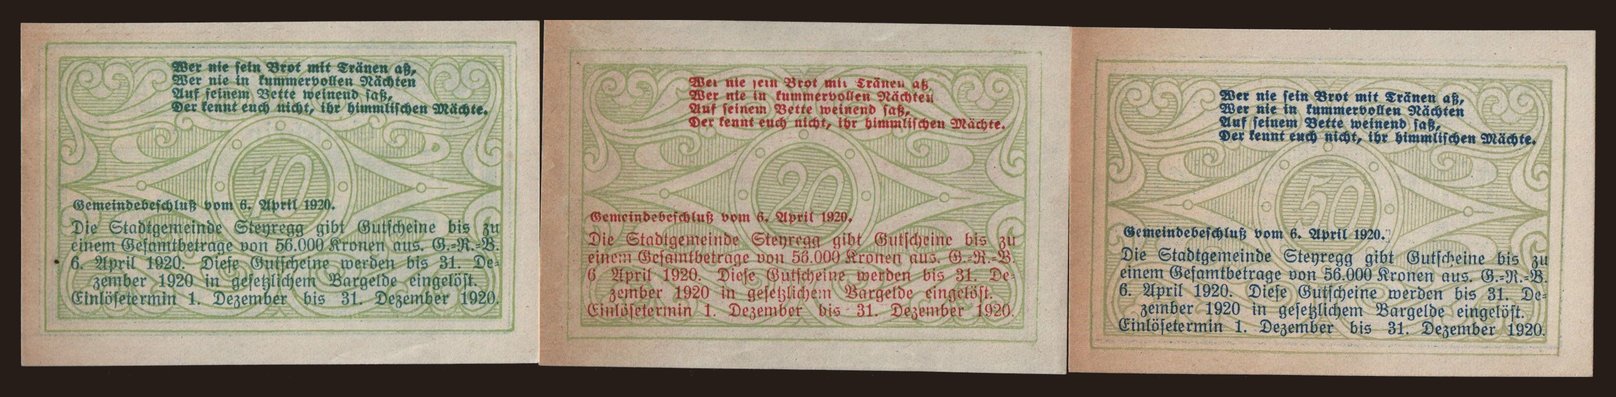 Wer nie sein Brot mit Tränen aß,
Wer nie in kummervollen Nächten
Auf seinem Bette weinend saß,
Der kennt euch nicht, ihr himmlischen Mächte.
10
Gemeindebeschluß vom 6. April 1920.
Die Stadtgemeinde Steyregg gibt Gutscheine bis zu
einem Gesamtbetrage von 56.000 Kronen aus. G.=R.=B.
6. April 1920. Diese Gutscheine werden bis 31. De=
zember 1920 in gesetzlichem Bargelde eingelöst.
Einlösetermin 1. Dezember bis 31. Dezember 1920.
Wer nie sein Brot mit Tränen aß
Wer nie in kummervollen Nächten
Auf seinem Bette weinend saß,
Der kennt euch nicht, ihr himmlischen Mächte.
20
Gemeindebeschluß vom 6. April 1920.
Die Stadtgemeinde Steyregg gibt Gutscheine bis zu
einem Gesamtbetrage von 56.000 Kronen aus. G.=R.=B.
6 April 1920. Diese Gutscheine werden bis 31. De=
zember 1920 in gesetzlichem Bargelde eingelöst.
Einlösetermin 1. Dezember bis 31. Dezember 1920.
Wer nie sein Brot mit Tränen aß,
Wer nie in kummervollen Nächten
Auf seinem Bette weinend saß,
Der kennt euch nicht, ihr himmlischen Mächte.
50
Gemeindebeschluß vom 6. April 1920.
Die Stadtgemeinde Steyregg gibt Gutscheine bis zu
einem Gesamtbetrage von 56.000 Kronen aus. G.=R.=B.
6. April 1920. Diese Gutscheine werden bis 31. De=
zember 1920 in gesetzlichem Bargelde eingelöst.
Einlösetermin 1. Dezember bis 31. Dezember 1920.